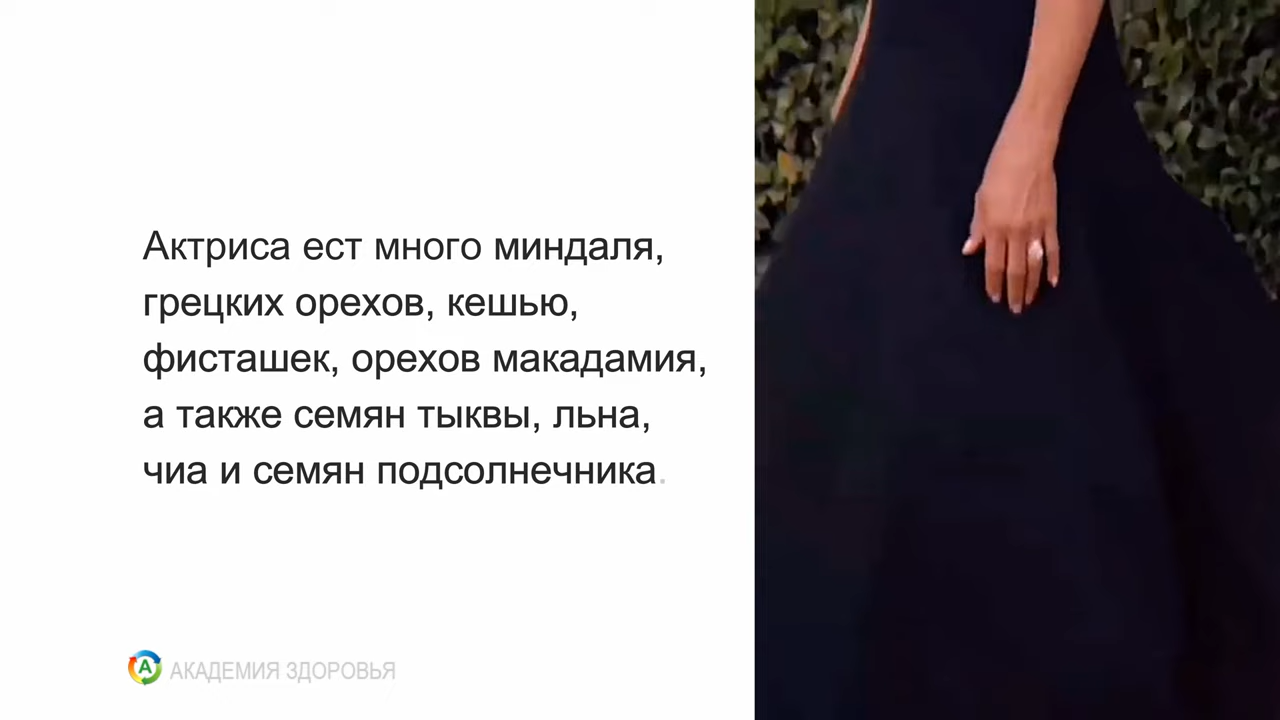 Актриса ест много миндаля,
грецких орехов, кешью,
фисташек, орехов макадамия,
а также семян тыквы, льна,
чиа и семян подсолнечника.
А АКАДЕМИЯ ЗДОРОВЬЯ